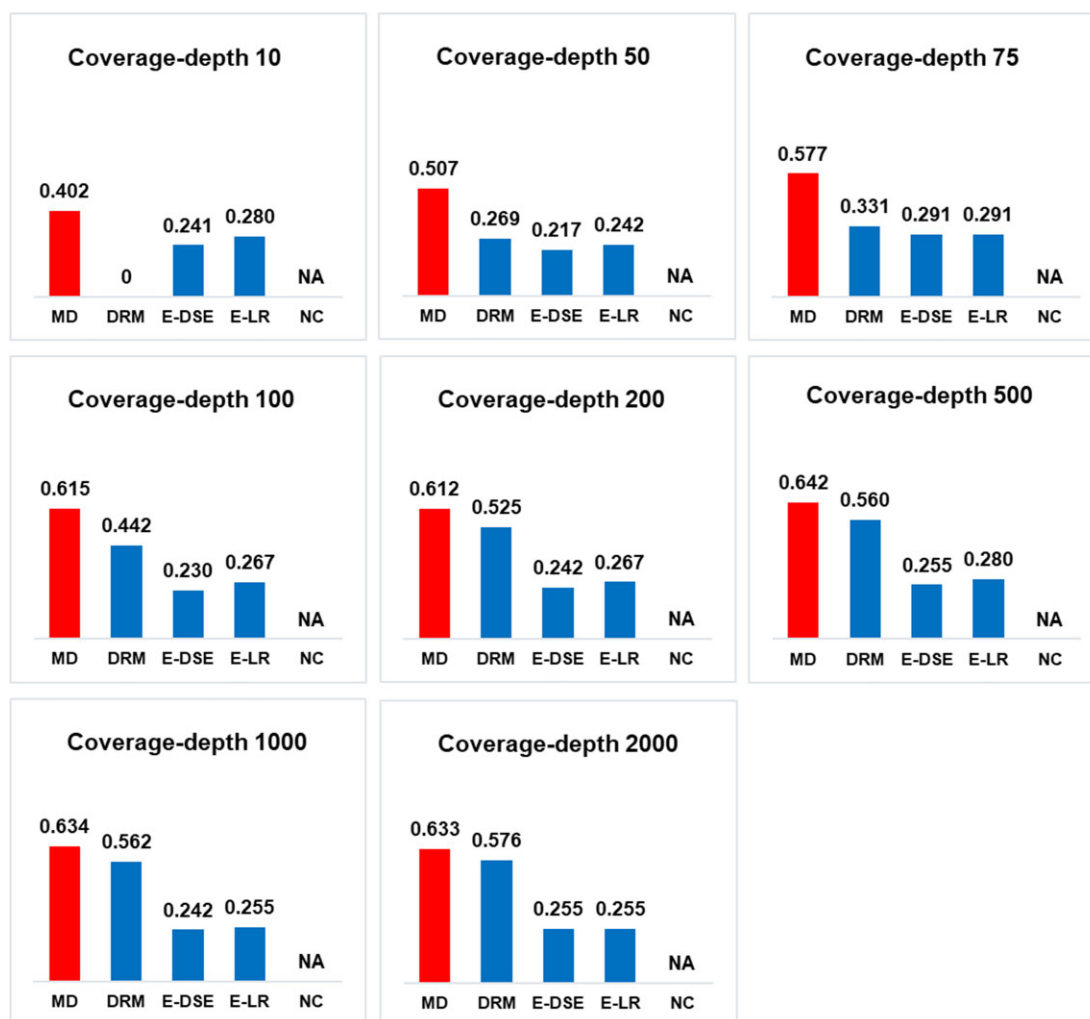 Coverage-depth 10
0.402
0
0.241
0.280
NA
MD DRM E-DSE E-LR NC
Coverage-depth 50
0.507
0.269
0.217
0.242
NA
MD DRM E-DSE E-LR NC
Coverage-depth 75
0.577
0.331
0.291
0.291
NA
MD DRM E-DSE E-LR NC
Coverage-depth 100
0.615
0.442
0.230
0.267
NA
MD DRM E-DSE E-LR NC
Coverage-depth 200
0.612
0.525
0.242
0.267
NA
MD DRM E-DSE E-LR NC
Coverage-depth 500
0.642
0.560
0.255
0.280
NA
MD DRM E-DSE E-LR NC
Coverage-depth 1000
0.634
0.562
0.242
0.255
NA
MD DRM E-DSE E-LR NC
Coverage-depth 2000
0.633
0.576
0.255
0.255
NA
MD DRM E-DSE E-LR NC